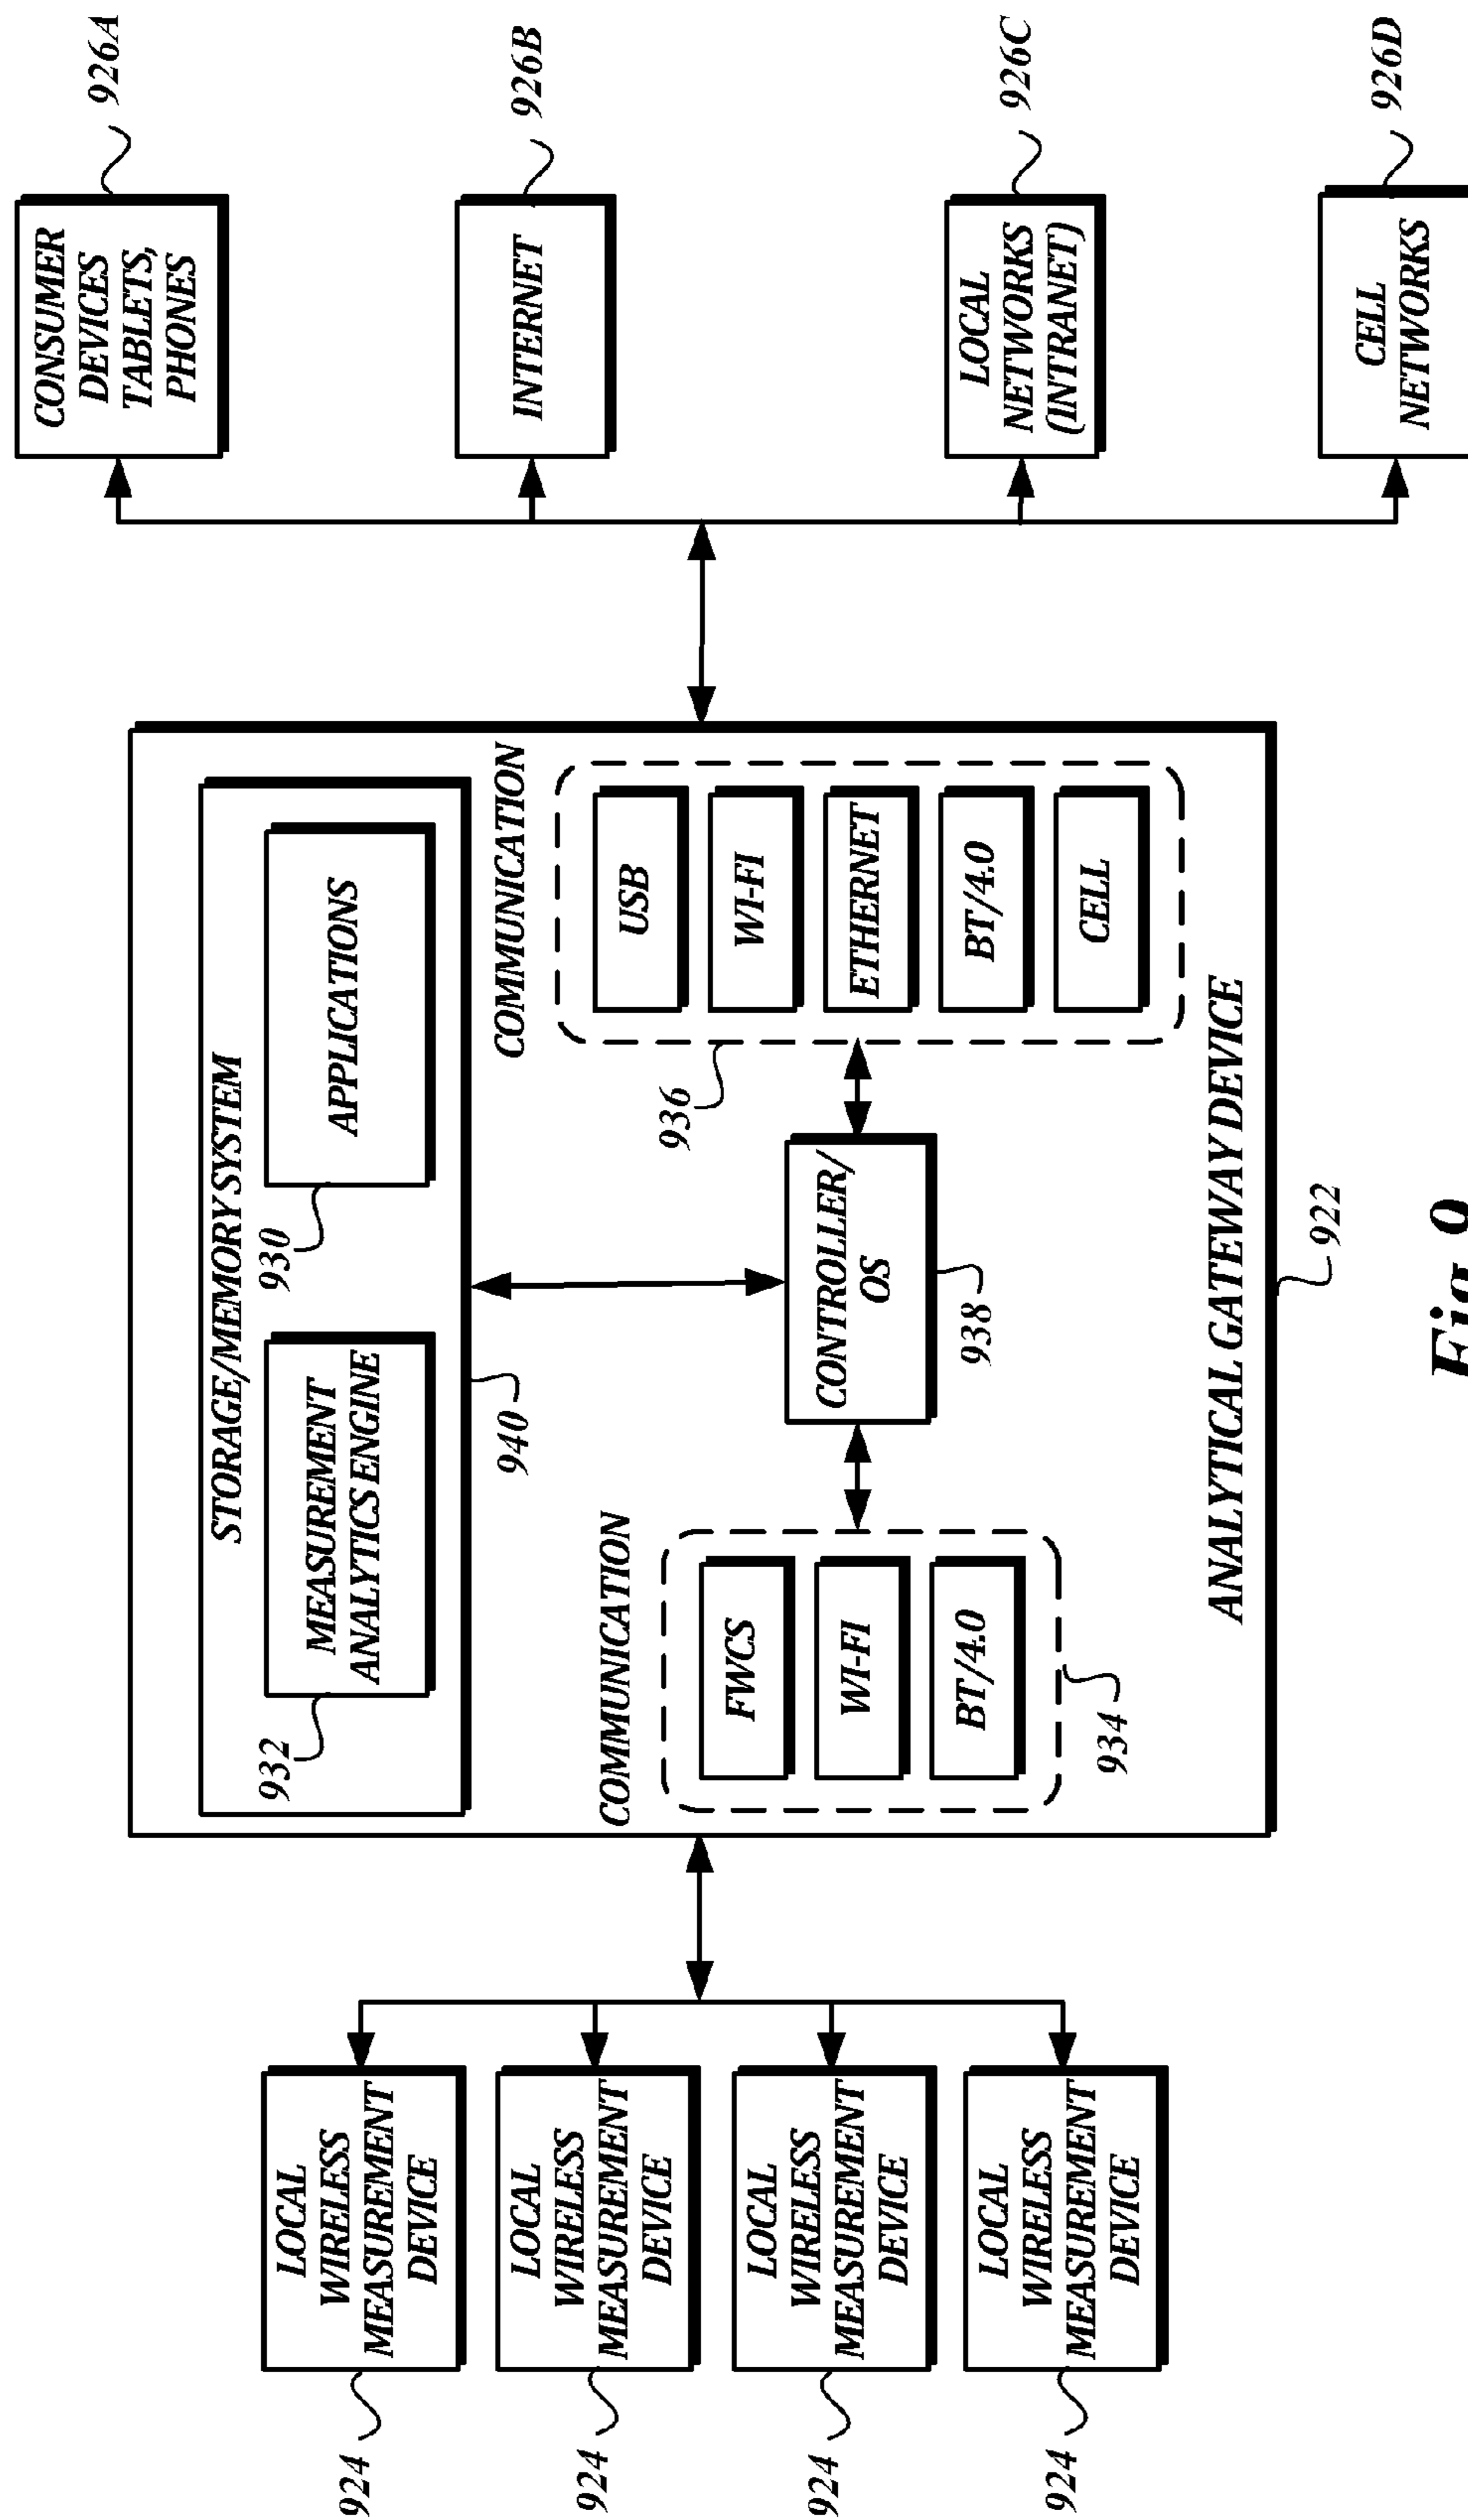 924
LOCAL
WIRELESS
MEASUREMENT
DEVICE
924
LOCAL
WIRELESS
MEASUREMENT
DEVICE
924
LOCAL
WIRELESS
MEASUREMENT
DEVICE
924
LOCAL
WIRELESS
MEASUREMENT
DEVICE
STORAGE/MEMORY SYSTEM
932
MEASUREMENT
ANALYTICS ENGINE
930
APPLICATIONS
940
COMMUNICATION
FWCS
WI-FI
BT/4.0
934
CONTROLLER/
OS
938
COMMUNICATION
936
USB
WI-FI
ETHERNET
BT/4.0
CELL
ANALYTICAL GATEWAY DEVICE
922
CONSUMER
DEVICES
TABLETS,
PHONES
926A
INTERNET
926B
LOCAL
NETWORKS
(INTRANET)
926C
CELL
NETWORKS
926D
Fig. 9